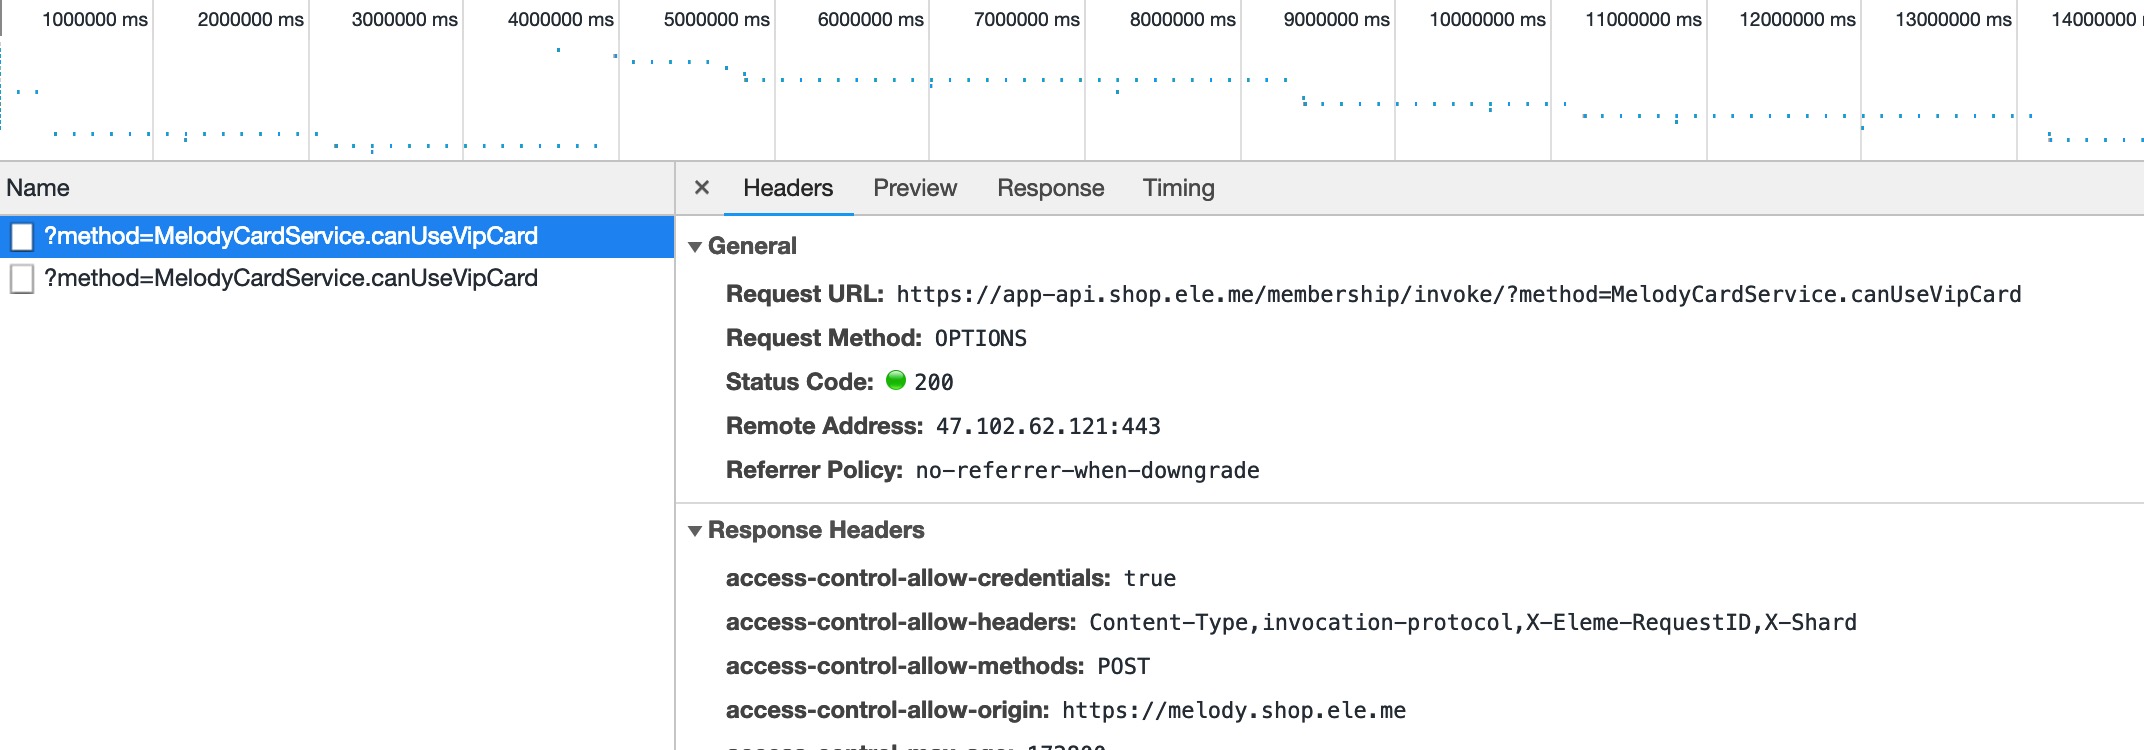 1000000 ms 2000000 ms 3000000 ms 4000000 ms 5000000 ms 6000000 ms 7000000 ms 8000000 ms 9000000 ms 10000000 ms 11000000 ms 12000000 ms 13000000 ms 14000000
Name
?method=MelodyCardService.canUseVipCard
?method=MelodyCardService.canUseVipCard
× Headers Preview Response Timing
General
Request URL: https://app-api.shop.ele.me/membership/invoke/?method=MelodyCardService.canUseVipCard
Request Method: OPTIONS
Status Code: 200
Remote Address: 47.102.62.121:443
Referrer Policy: no-referrer-when-downgrade
Response Headers
access-control-allow-credentials: true
access-control-allow-headers: Content-Type,invocation-protocol,X-Eleme-RequestID,X-Shard
access-control-allow-methods: POST
access-control-allow-origin: https://melody.shop.ele.me
access-control-max-age: 172800